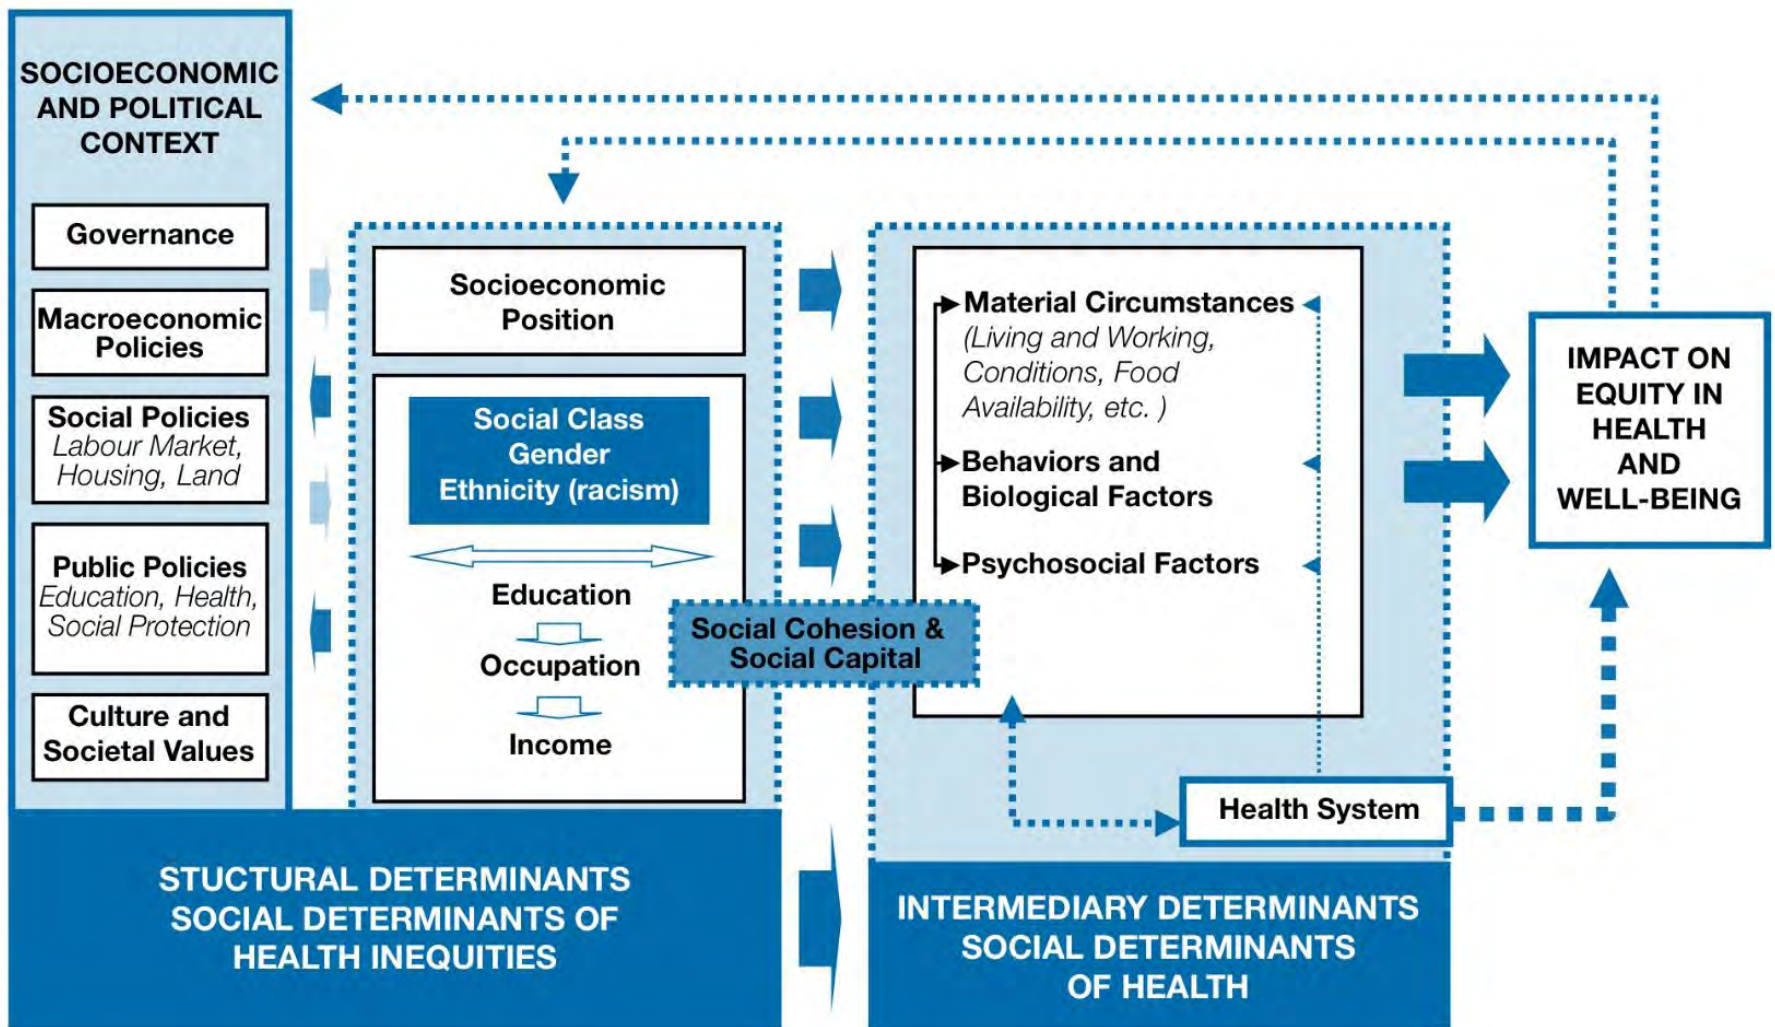 SOCIOECONOMIC
AND POLITICAL
CONTEXT
Governance
Macroeconomic
Policies
Social Policies
Labour Market,
Housing, Land
Public Policies
Education, Health,
Social Protection
Culture and
Societal Values
Socioeconomic
Position
Social Class
Gender
Ethnicity (racism)
Education
Occupation
Income
Social Cohesion &
Social Capital
Material Circumstances
(Living and Working,
Conditions, Food
Availability, etc. )
Behaviors and
Biological Factors
Psychosocial Factors
Health System
IMPACT ON
EQUITY IN
HEALTH
AND
WELL-BEING
STUCTURAL DETERMINANTS
SOCIAL DETERMINANTS OF
HEALTH INEQUITIES
INTERMEDIARY DETERMINANTS
SOCIAL DETERMINANTS
OF HEALTH